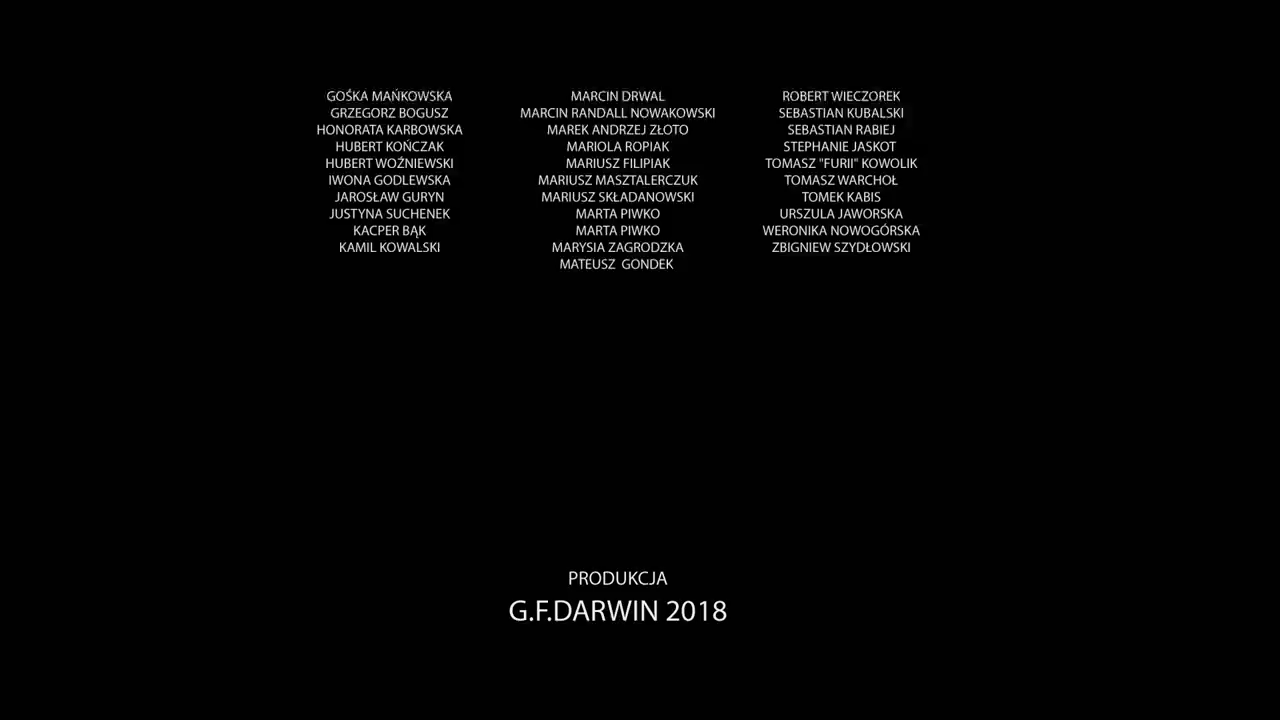 GOŚKA MAŃKOWSKA
GRZEGORZ BOGUSZ
HONORATA KARBOWSKA
HUBERT KOŃCZAK
HUBERT WOŹNIEWSKI
IWONA GODLEWSKA
JAROSŁAW GURYN
JUSTYNA SUCHENEK
KACPER BĄK
KAMIL KOWALSKI
MARCIN DRWAL
MARCIN RANDALL NOWAKOWSKI
MAREK ANDRZEJ ZŁOTO
MARIOLA ROPIAK
MARIUSZ FILIPIAK
MARIUSZ MASZTALERCZUK
MARIUSZ SKŁADANOWSKI
MARTA PIWKO
MARTA PIWKO
MARYSIA ZAGRODZKA
MATEUSZ  GONDEK
ROBERT WIECZOREK
SEBASTIAN KUBALSKI
SEBASTIAN RABIEJ
STEPHANIE JASKOT
TOMASZ "FURII" KOWOLIK
TOMASZ WARCHOŁ
TOMEK KABIS
URSZULA JAWORSKA
WERONIKA NOWOGÓRSKA
ZBIGNIEW SZYDŁOWSKI
PRODUKCJA
G.F.DARWIN 2018